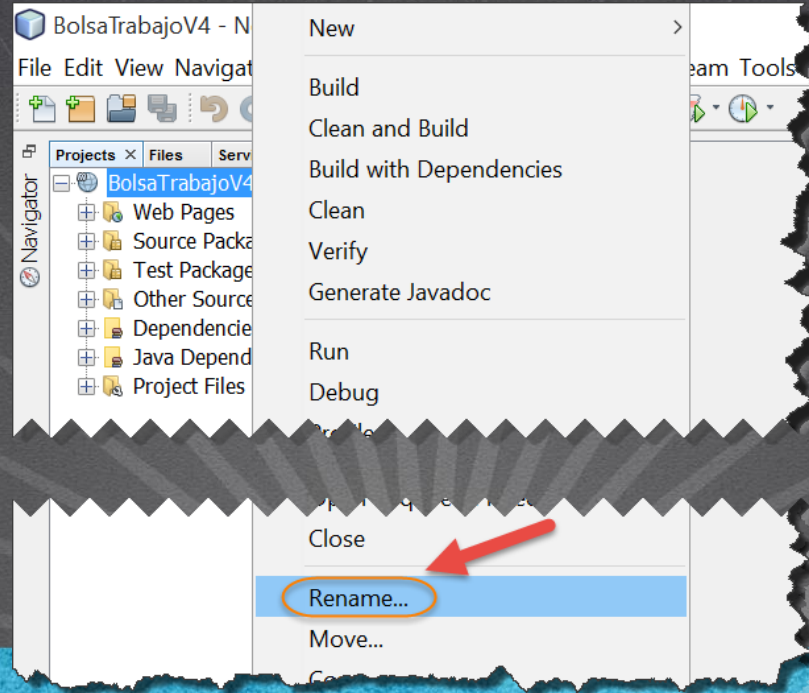 BolsaTrabajoV4 - N
File Edit View Navigat
eam Tools
Projects × Files Serv
Navigator
BolsaTrabajoV4
Web Pages
Source Packa
Test Package
Other Source
Dependencie
Java Depend
Project Files
New
Build
Clean and Build
Build with Dependencies
Clean
Verify
Generate Javadoc
Run
Debug
Close
Rename...
Move...